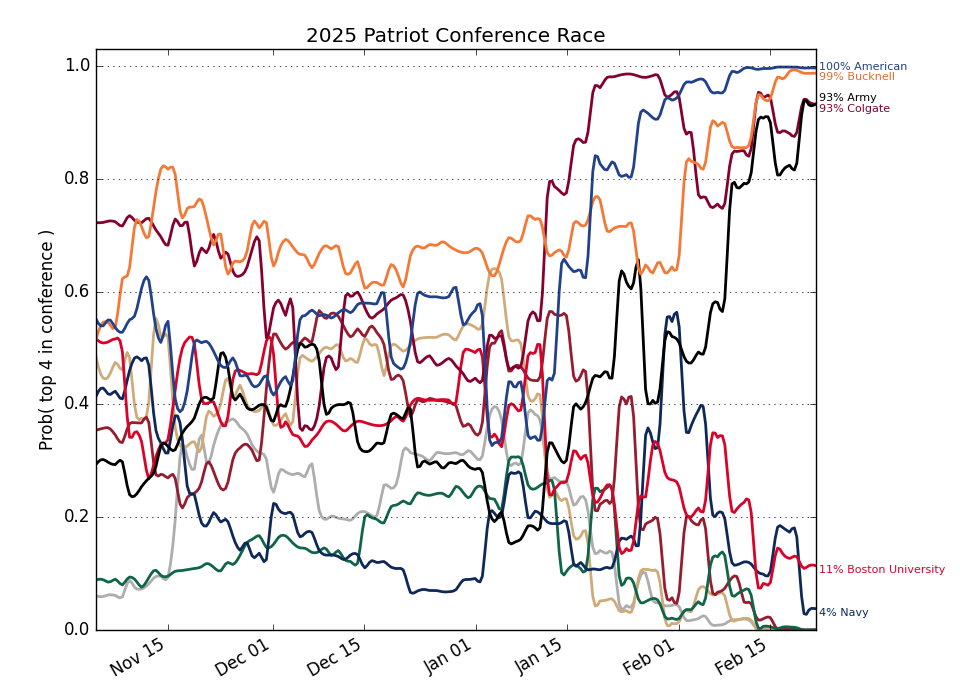 2025 Patriot Conference Race
Prob( top 4 in conference )
1.0
0.8
0.6
0.4
0.2
0.0
Nov 15
Dec 01
Dec 15
Jan 01
Jan 15
Feb 01
Feb 15
100% American
99% Bucknell
93% Army
93% Colgate
11% Boston University
4% Navy